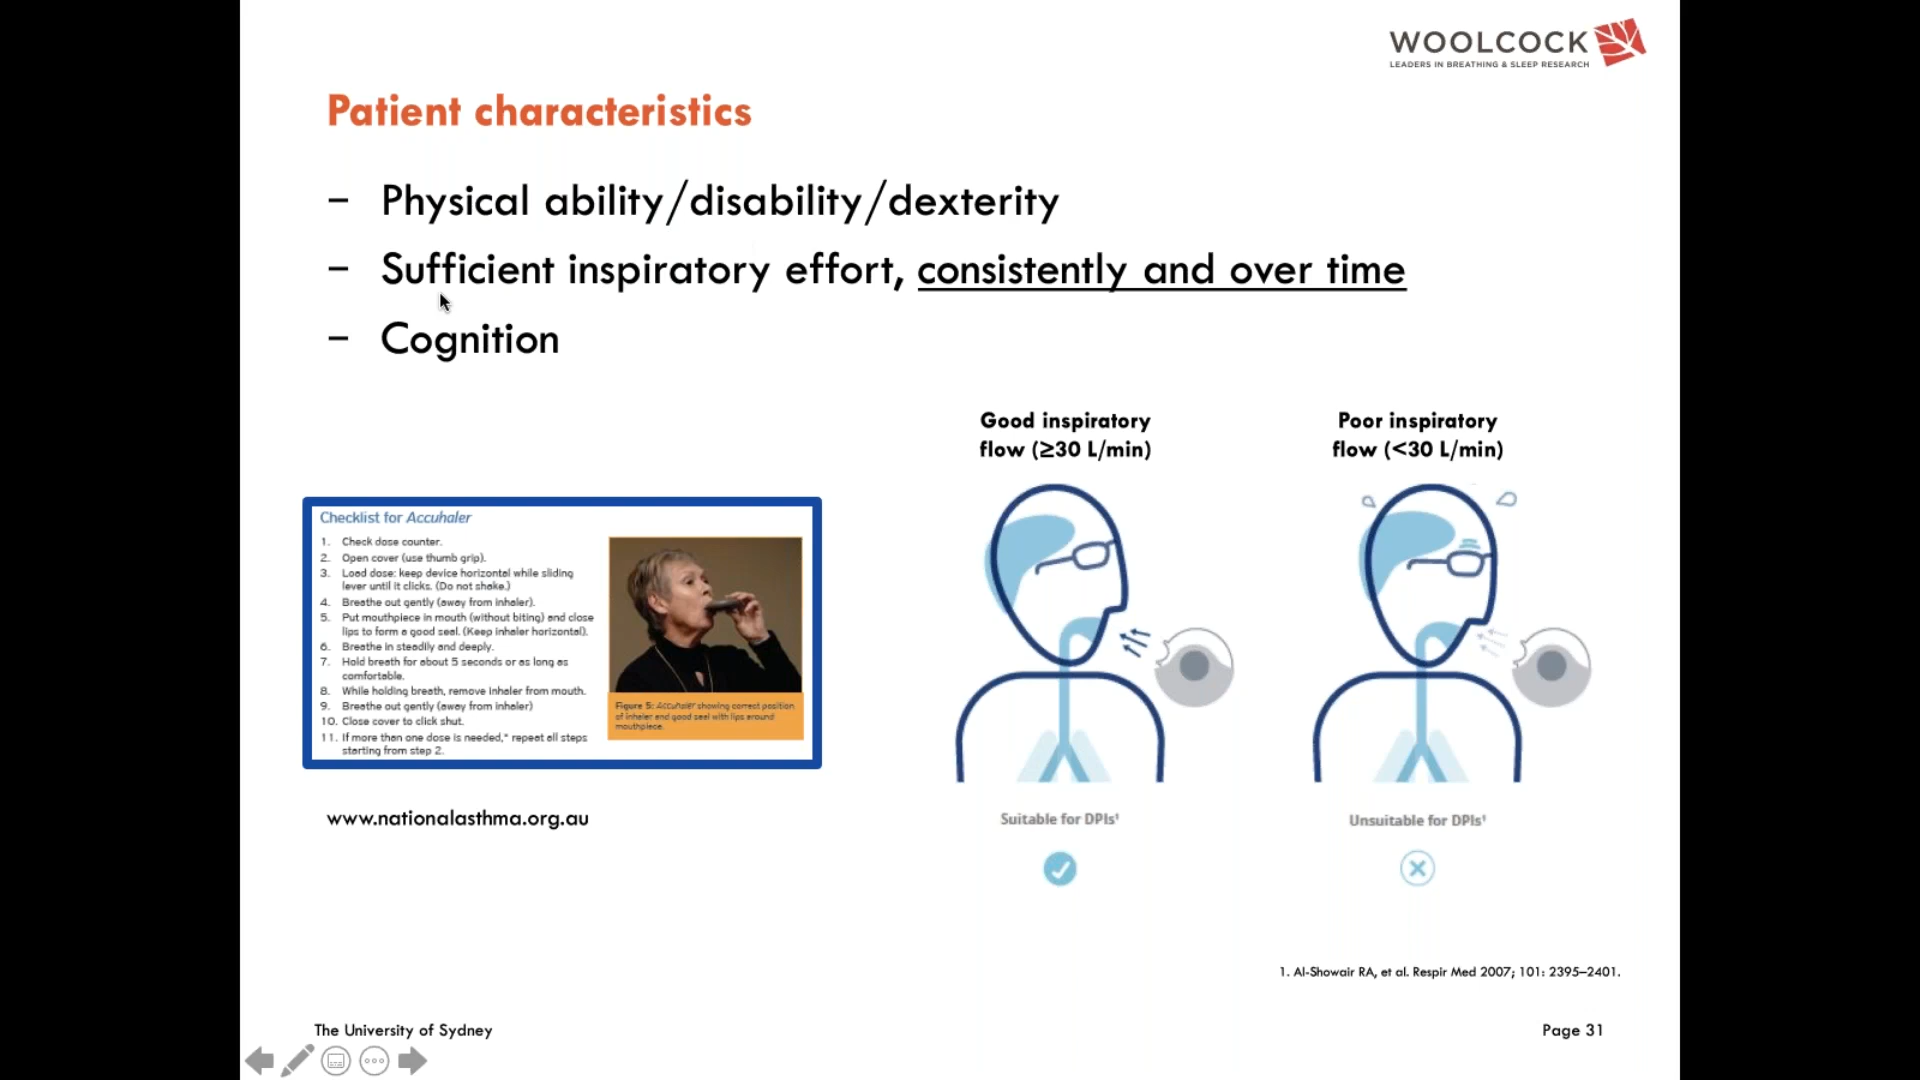 WOOLCOCK
LEADERS IN BREATHING & SLEEP RESEARCH
Patient characteristics
– Physical ability/disability/dexterity
– Sufficient inspiratory effort, consistently and over time
– Cognition
Good inspiratory
flow (≥30 L/min)
Poor inspiratory
flow (<30 L/min)
Checklist for Accuhaler
1. Check dose counter.
2. Open cover (use thumb grip).
3. Load dose: keep device horizontal while sliding
lever until it clicks. (Do not shake.)
4. Breathe out gently (away from inhaler).
5. Put mouthpiece in mouth (without biting) and close
lips to form a good seal. (Keep inhaler horizontal).
6. Breathe in steadily and deeply.
7. Hold breath for about 5 seconds or as long as
comfortable.
8. While holding breath, remove inhaler from mouth.
9. Breathe out gently (away from inhaler)
10. Close cover to click shut.
11. If more than one dose is needed,* repeat all steps
starting from step 2.
Figure 5: Accuhaler showing correct position
of inhaler and good seal with lips around
mouthpiece.
www.nationalasthma.org.au
Suitable for DPIs¹
Unsuitable for DPIs¹
1. Al-Showair RA, et al. Respir Med 2007; 101: 2395–2401.
The University of Sydney
Page 31